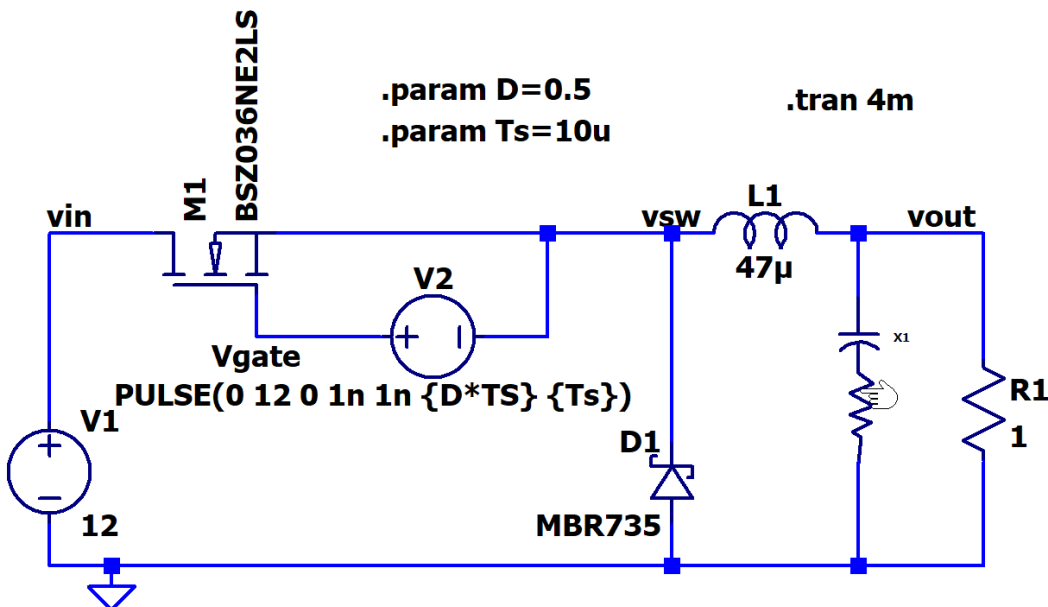 .param D=0.5
.param Ts=10u
.tran 4m
BSZ036NE2LS
M1
vin
vsw
L1
47µ
vout
V2
Vgate
PULSE(0 12 0 1n 1n {D*TS} {Ts})
X1
V1
12
D1
MBR735
R1
1